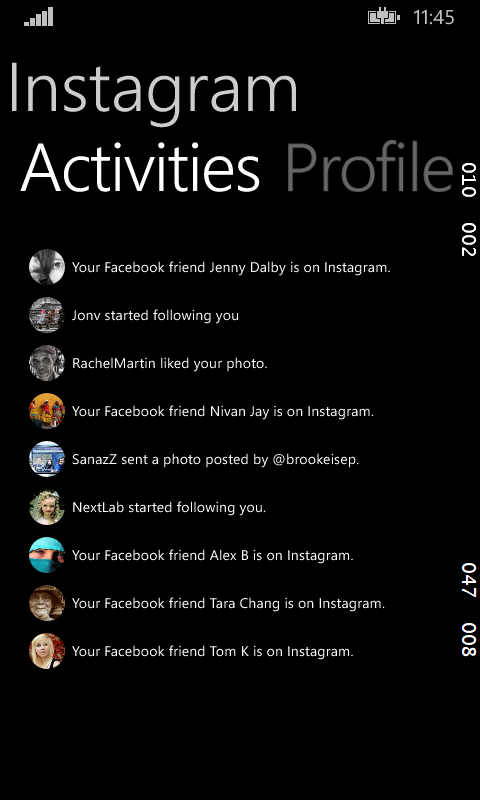 11:45
Instagram
Activities Profile
010 002
Your Facebook friend Jenny Dalby is on Instagram.
Jonv started following you
RachelMartin liked your photo.
Your Facebook friend Nivan Jay is on Instagram.
SanazZ sent a photo posted by @brookeisep.
NextLab started following you.
Your Facebook friend Alex B is on Instagram.
Your Facebook friend Tara Chang is on Instagram.
Your Facebook friend Tom K is on Instagram.
047 008